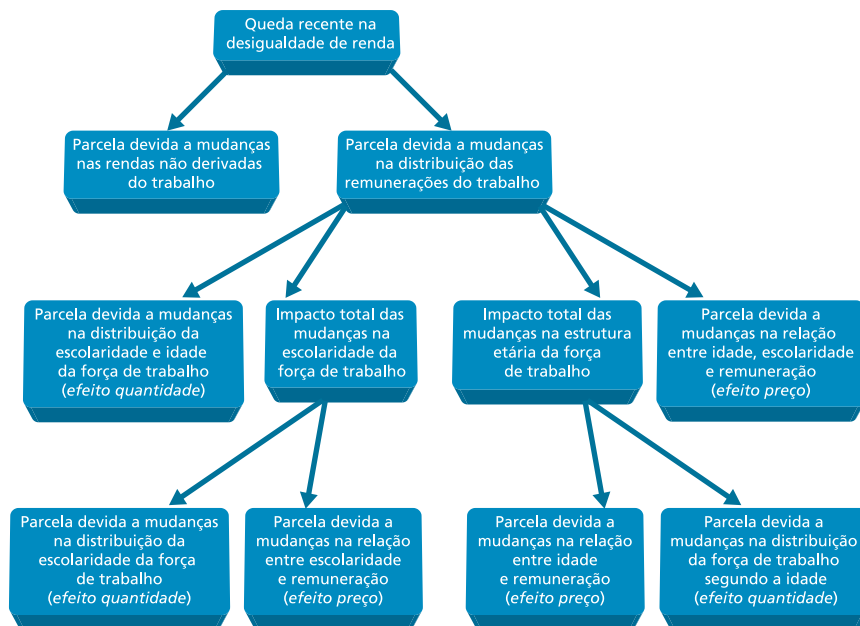 Queda recente na
desigualdade de renda
Parcela devida a mudanças
nas rendas não derivadas
do trabalho
Parcela devida a mudanças
na distribuição das
remunerações do trabalho
Parcela devida a mudanças
na distribuição da
escolaridade e idade
da força de trabalho
(efeito quantidade)
Impacto total das
mudanças na
escolaridade da
força de trabalho
Impacto total das
mudanças na estrutura
etária da força
de trabalho
Parcela devida a
mudanças na relação
entre idade, escolaridade
e remuneração
(efeito preço)
Parcela devida a mudanças
na distribuição da
escolaridade da força
de trabalho
(efeito quantidade)
Parcela devida a
mudanças na relação
entre escolaridade
e remuneração
(efeito preço)
Parcela devida a
mudanças na relação
entre idade
e remuneração
(efeito preço)
Parcela devida a
mudanças na distribuição
da força de trabalho
segundo a idade
(efeito quantidade)